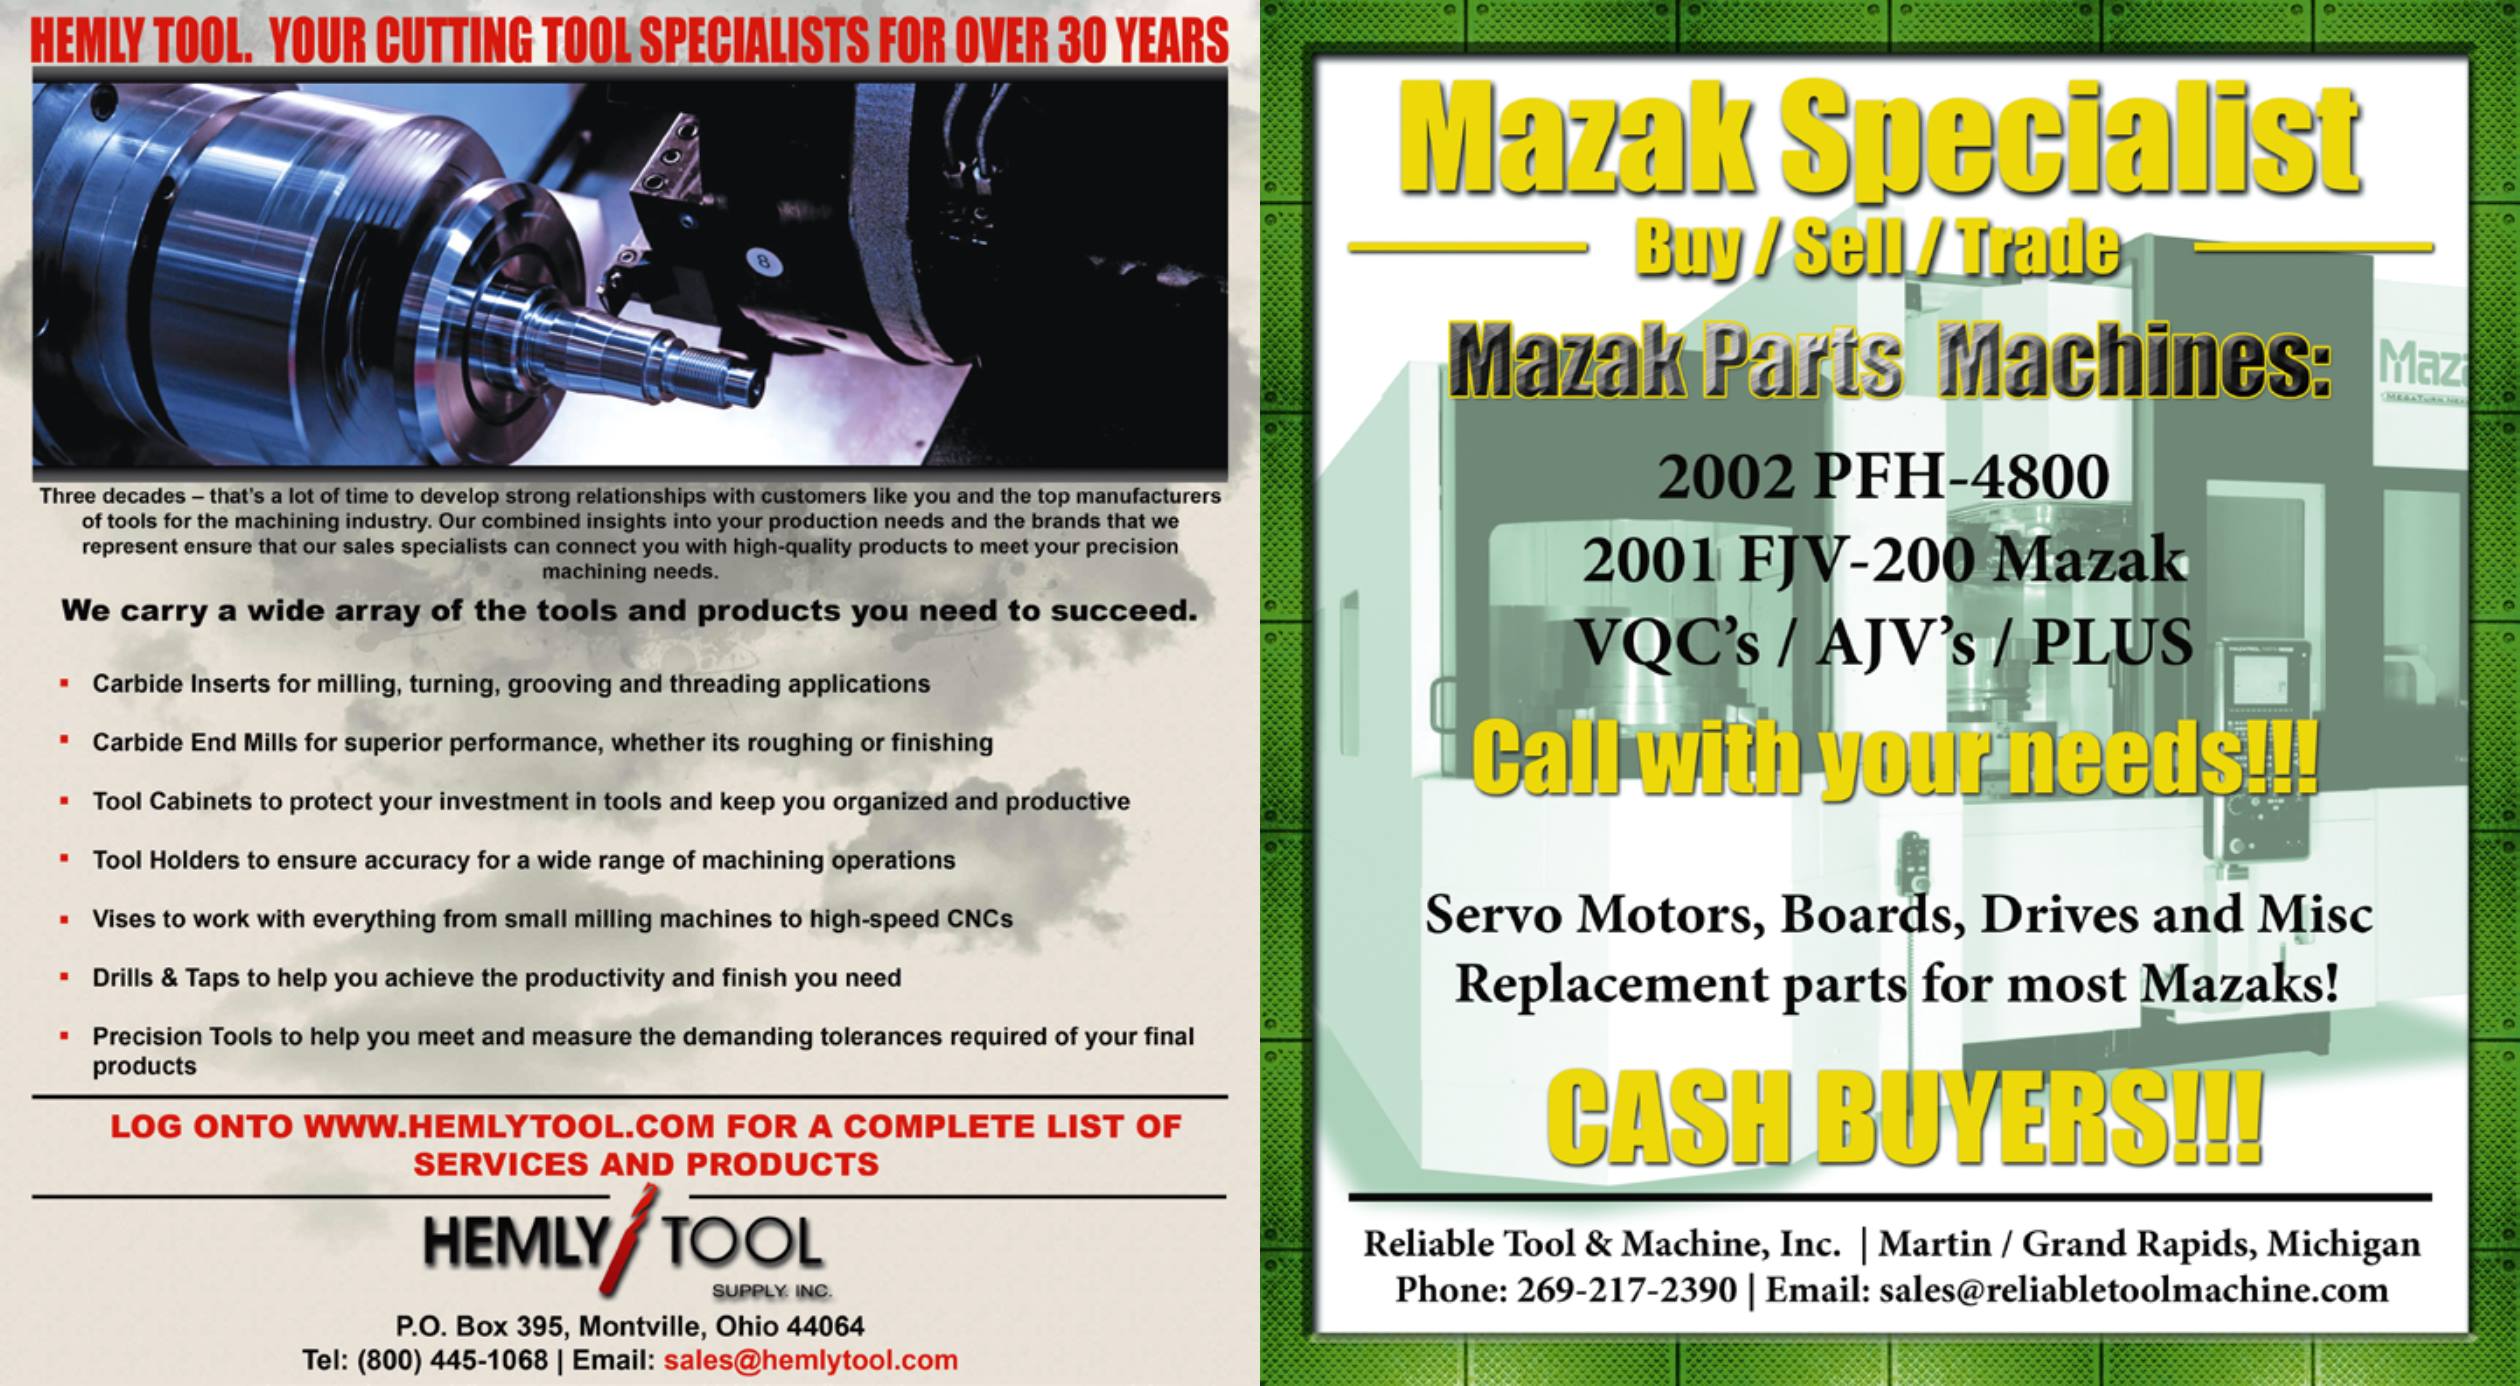 HEMLY TOOL. YOUR CUTTING TOOL SPECIALISTS FOR OVER 30 YEARS
8
Three decades – that's a lot of time to develop strong relationships with customers like you and the top manufacturers
of tools for the machining industry. Our combined insights into your production needs and the brands that we
represent ensure that our sales specialists can connect you with high-quality products to meet your precision
machining needs.
We carry a wide array of the tools and products you need to succeed.
▪ Carbide Inserts for milling, turning, grooving and threading applications
▪ Carbide End Mills for superior performance, whether its roughing or finishing
▪ Tool Cabinets to protect your investment in tools and keep you organized and productive
▪ Tool Holders to ensure accuracy for a wide range of machining operations
▪ Vises to work with everything from small milling machines to high-speed CNCs
▪ Drills & Taps to help you achieve the productivity and finish you need
▪ Precision Tools to help you meet and measure the demanding tolerances required of your final
products
LOG ONTO WWW.HEMLYTOOL.COM FOR A COMPLETE LIST OF
SERVICES AND PRODUCTS
HEMLY TOOL
SUPPLY, INC.
P.O. Box 395, Montville, Ohio 44064
Tel: (800) 445-1068 | Email: sales@hemlytool.com
Mazak Specialist
Buy / Sell / Trade
Mazak Parts Machines:
Maza
2002 PFH-4800
2001 FJV-200 Mazak
VQC's / AJV's / PLUS
Call with your needs!!!
Servo Motors, Boards, Drives and Misc
Replacement parts for most Mazaks!
CASH BUYERS!!!
Reliable Tool & Machine, Inc. | Martin / Grand Rapids, Michigan
Phone: 269-217-2390 | Email: sales@reliabletoolmachine.com